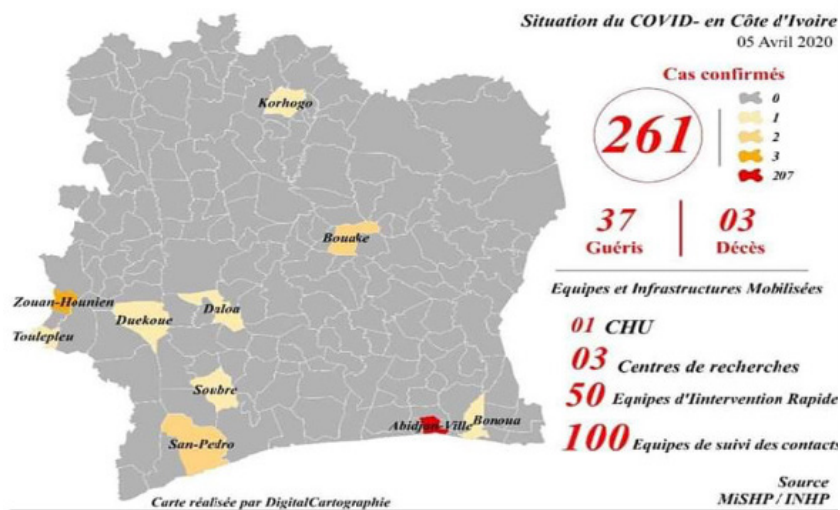 Situation du COVID- en Côte d'Ivoire
05 Avril 2020
Cas confirmés
261
0
1
2
3
207
37
Guéris
03
Décès
Equipes et Infrastructures Mobilisées
01 CHU
03 Centres de recherches
50 Equipes d'Iintervention Rapide
100 Equipes de suivi des contacts
Source
MiSHP / INHP
Korhogo
Bouake
Zouan-Hounien
Duekoue
Daloa
Toulepleu
Soubre
San-Pedro
Abidjan-Ville
Bonoua
Carte réalisée par DigitalCartographie